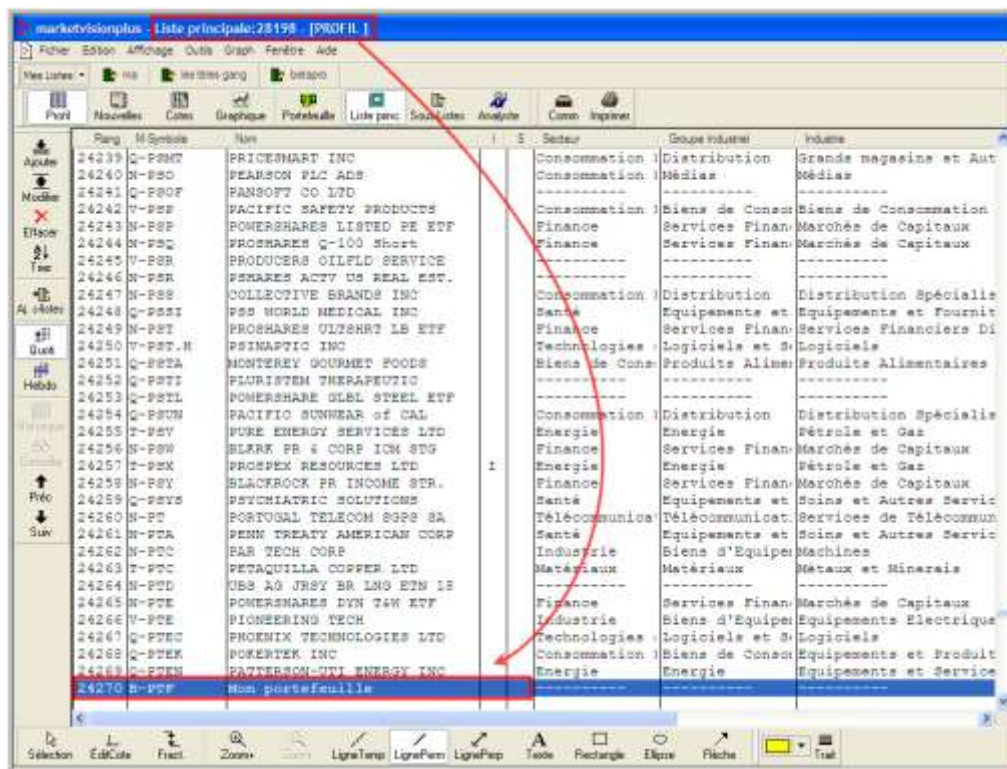 marketvisionplus - Liste principale:28198 - [PROFIL ]
Fichier Edition Affichage Outils Graph Fenêtre Aide
Mes Listes ma les titres gang betapro
Profil Nouvelles Cotes Graphique Portefeuille Liste princ. Sous-Listes Analyste Comm Imprimer
Rang M-Symbole Nom I S Secteur Groupe industriel Industrie
24239 Q-PSMT PRICESMART INC Consommation Distribution Grands magasins et Aut
24240 N-PSO PEARSON PLC ADS Consommation Médias Médias
24241 Q-PSOF PANSOFT CO LTD ---------- ---------- ----------
24242 V-PSP PACIFIC SAFETY PRODUCTS Consommation Biens de Conso Biens de Consommation
24243 N-PSP POWERSHARES LISTED PE ETF Finance Services Finan Marchés de Capitaux
24244 N-PSQ PROSHARES Q-100 Short Finance Services Finan Marchés de Capitaux
24245 V-PSR PRODUCERS OILFLD SERVICE ---------- ---------- ----------
24246 N-PSR PSHARES ACTV US REAL EST. ---------- ---------- ----------
24247 N-PSS COLLECTIVE BRANDS INC Consommation Distribution Distribution Spécialis
24248 Q-PSSI PSS WORLD MEDICAL INC Santé Equipements et Equipements et Fournit
24249 N-PST PROSHARES ULTSHRT LB ETF Finance Services Finan Services Financiers Di
24250 V-PST.H PSINAPTIC INC Technologies Logiciels et S Logiciels
24251 Q-PSTA MONTEREY GOURMET FOODS Biens de Cons Produits Alimen Produits Alimentaires
24252 Q-PSTI PLURISTEM THERAPEUTIC ---------- ---------- ----------
24253 Q-PSTL POWERSHARE GLBL STEEL ETF ---------- ---------- ----------
24254 Q-PSUN PACIFIC SUNWEAR of CAL Consommation Distribution Distribution Spécialis
24255 T-PSV PURE ENERGY SERVICES LTD Energie Energie Pétrole et Gaz
24256 N-PSW BLKRK PR & CORP ICM STG Finance Services Finan Marchés de Capitaux
24257 T-PSX PROSPEX RESOURCES LTD I Energie Energie Pétrole et Gaz
24258 N-PSY BLACKROCK PR INCOME STR. Finance Services Finan Marchés de Capitaux
24259 Q-PSYS PSYCHIATRIC SOLUTIONS Santé Equipements et Soins et Autres Servic
24260 N-PT PORTUGAL TELECOM SGPS SA Télécommunica Télécommunicat. Services de Télécommun
24261 N-PTA PENN TREATY AMERICAN CORP Santé Equipements et Soins et Autres Servic
24262 N-PTC PAR TECH CORP Industrie Biens d'Equipe Machines
24263 T-PTC PETAQUILLA COPPER LTD Matériaux Matériaux Métaux et Minerais
24264 N-PTD UBS AG JRSY BR LNG ETN 18 ---------- ---------- ----------
24265 N-PTE POWERSHARES DYN T&W ETF Finance Services Finan Marchés de Capitaux
24266 V-PTE PIONEERING TECH Industrie Biens d'Equipe Equipements Electrique
24267 Q-PTEC PHOENIX TECHNOLOGIES LTD Technologies Logiciels et S Logiciels
24268 Q-PTEK POKERTEK INC Consommation Biens de Conso Equipements et Produit
24269 Q-PTEN PATTERSON-UTI ENERGY INC Energie Energie Equipements et Service
24270 H-PTF Mon portefeuille ---------- ---------- ----------
Ajouter
Modifier
Effacer
Trier
Aj. à-listes
Quot
Hebdo
Préc
Suiv
Sélection ÉditCote Fract. Zoom+ Zoom- LigneTemp LignePerm LignePerp Texte Rectangle Ellipse Flèche Trait